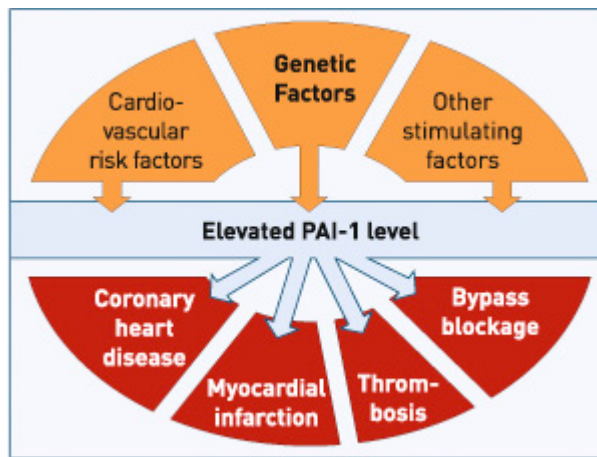 Cardio-
vascular
risk factors
Genetic
Factors
Other
stimulating
factors
Elevated PAI-1 level
Coronary
heart
disease
Myocardial
infarction
Throm-
bosis
Bypass
blockage